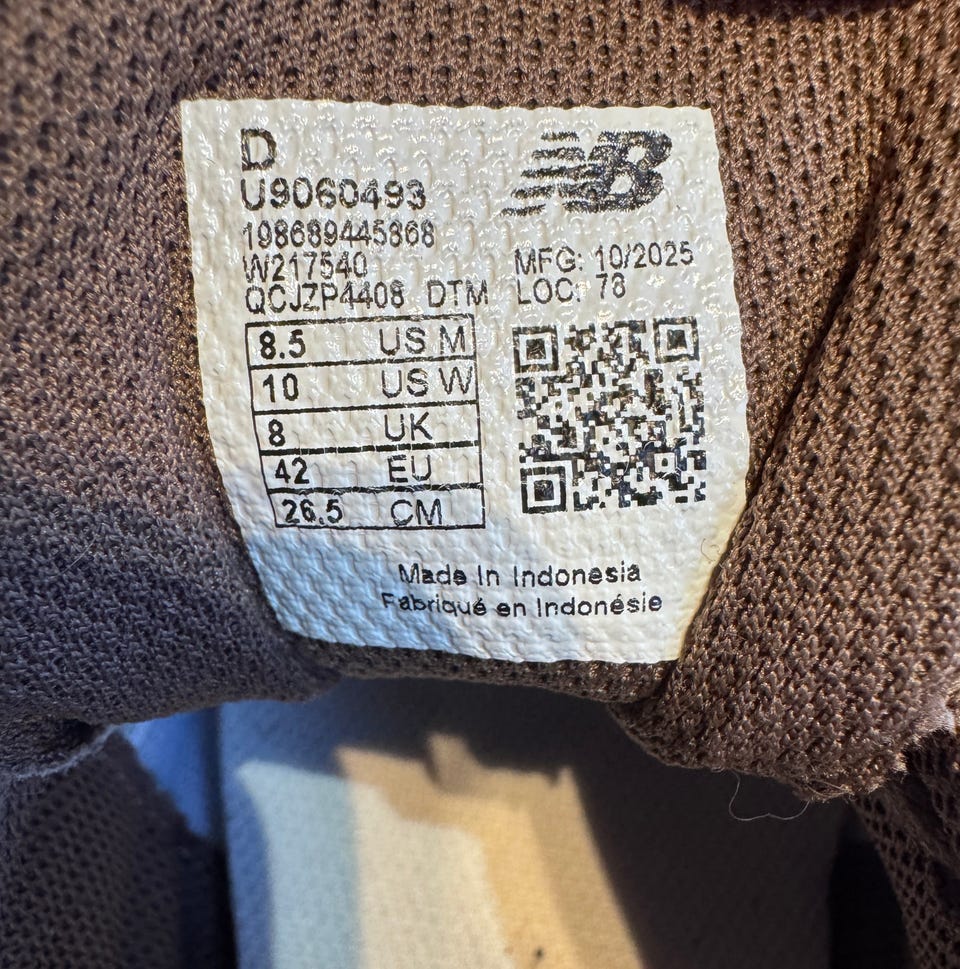 D
NB
U9060493
198689445868
W217540
QCJZP4408 DTM
MFG: 10/2025
LOC: 78
8.5 US M
10 US W
8 UK
42 EU
26.5 CM
Made In Indonesia
Fabriqué en Indonésie